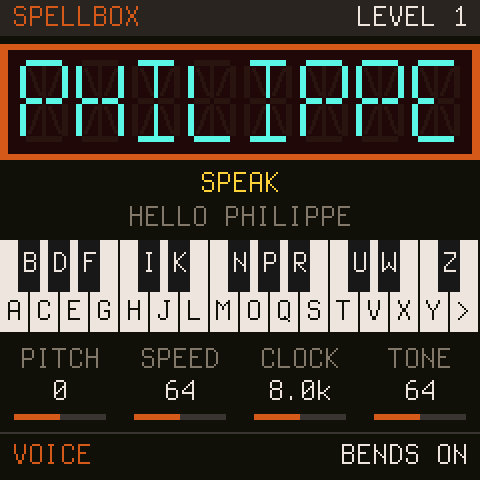 SPELLBOX LEVEL 1
PHILIPPE
SPEAK
HELLO PHILIPPE
B D F I K N P R U W Z
A C E G H J L M O Q S T V X Y >
PITCH SPEED CLOCK TONE
0 64 8.0k 64
VOICE BENDS ON